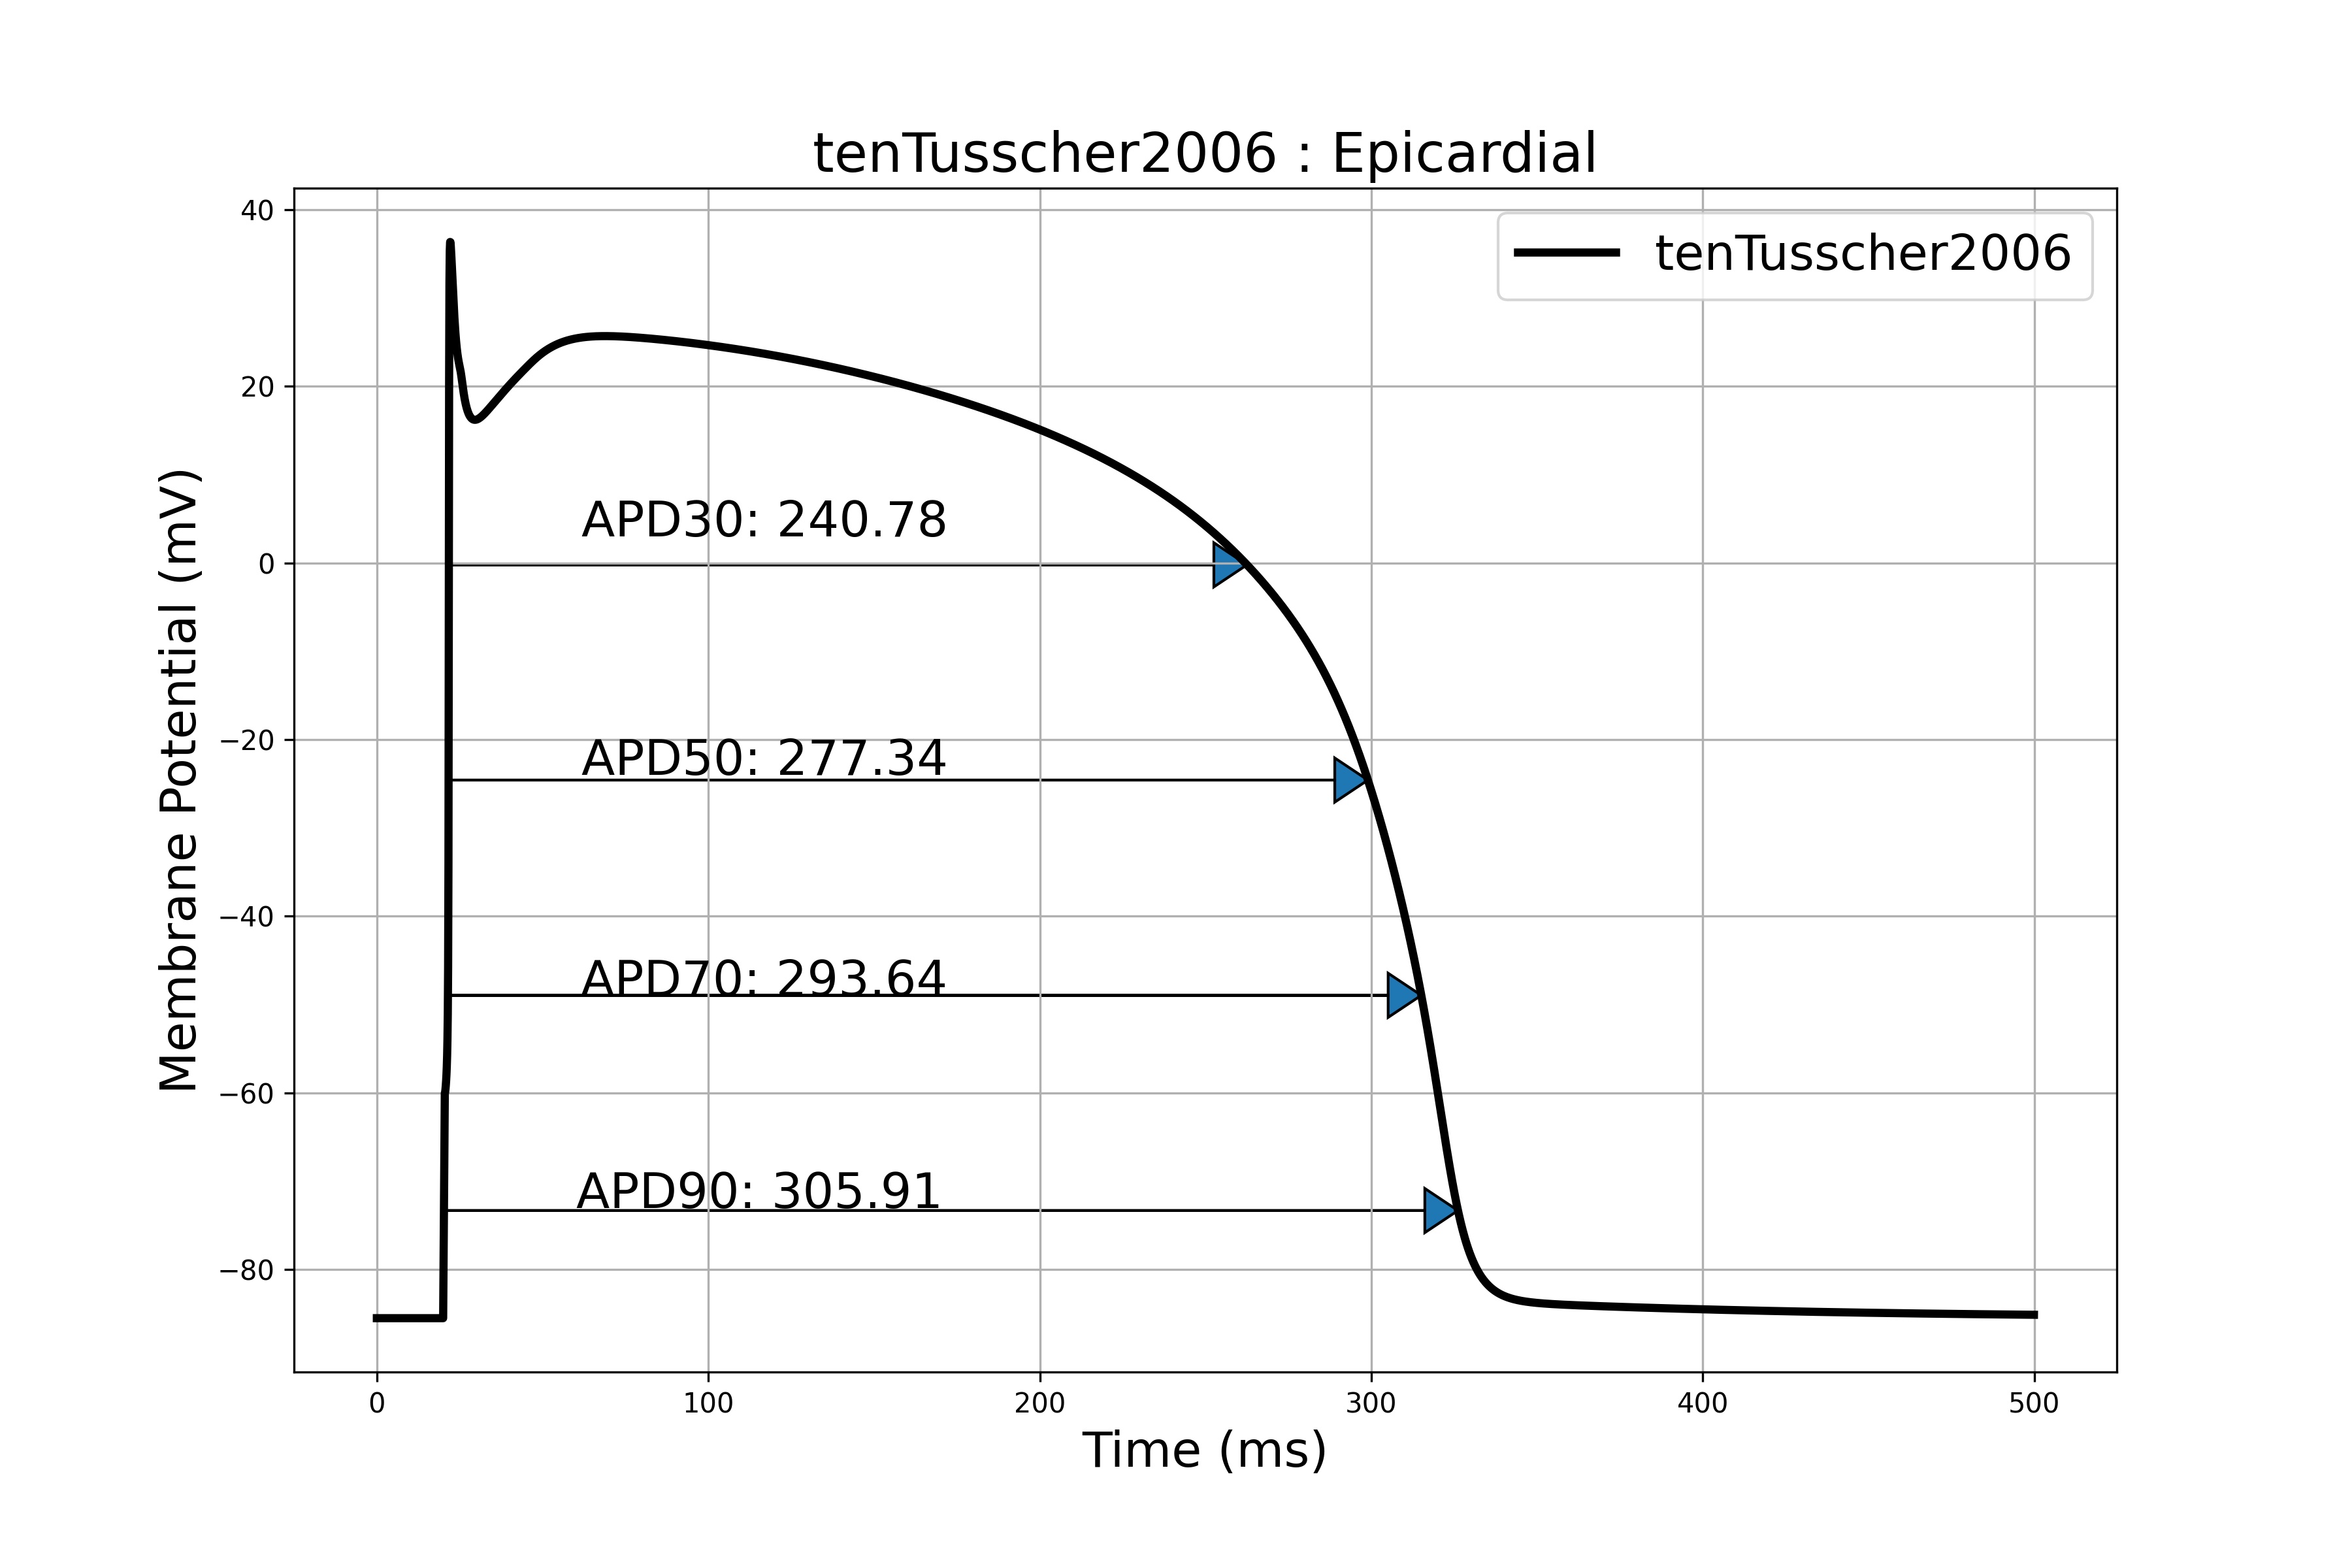 tenTusscher2006 : Epicardial
tenTusscher2006
Membrane Potential (mV)
40
20
0
−20
−40
−60
−80
APD30: 240.78
APD50: 277.34
APD70: 293.64
APD90: 305.91
0 100 200 300 400 500
Time (ms)